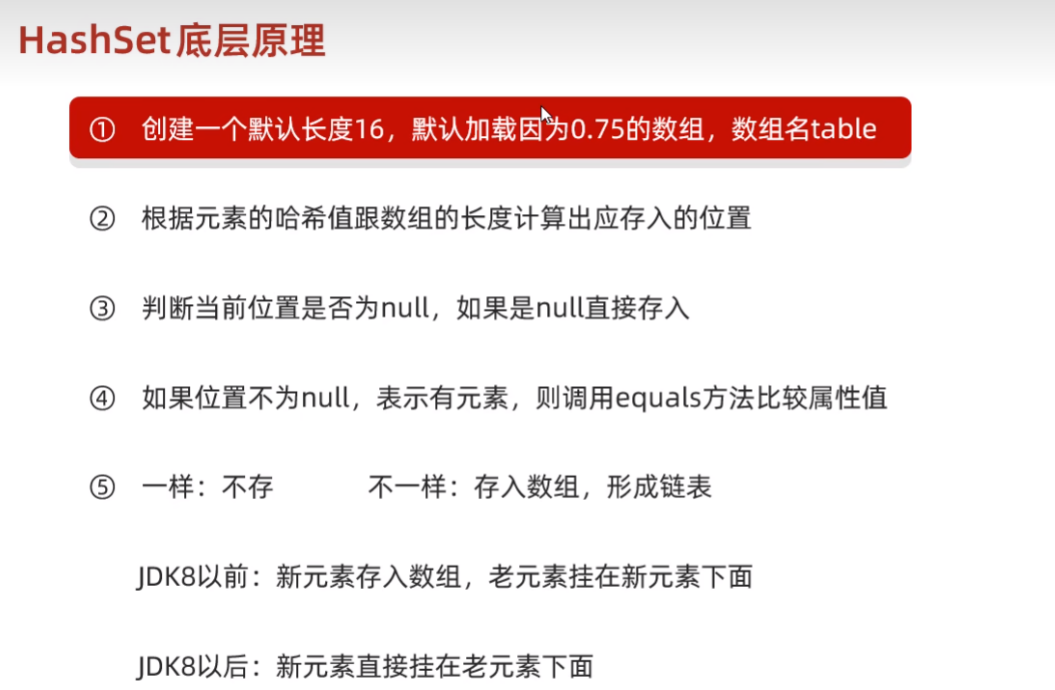 HashSet底层原理
① 创建一个默认长度16，默认加载因为0.75的数组，数组名table
② 根据元素的哈希值跟数组的长度计算出应存入的位置
③ 判断当前位置是否为null，如果是null直接存入
④ 如果位置不为null，表示有元素，则调用equals方法比较属性值
⑤ 一样：不存 不一样：存入数组，形成链表
JDK8以前：新元素存入数组，老元素挂在新元素下面
JDK8以后：新元素直接挂在老元素下面